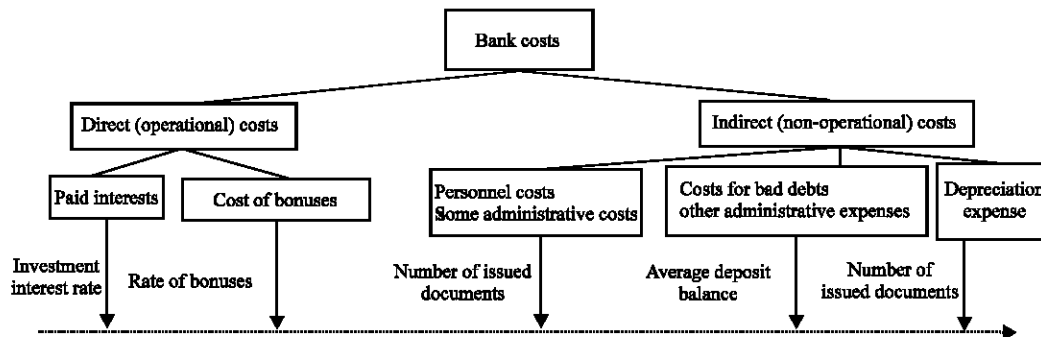 Bank costs
Direct (operational) costs
Indirect (non-operational) costs
Paid interests
Cost of bonuses
Personnel costs
Some administrative costs
Costs for bad debts
other administrative expenses
Depreciation
expense
Investment
interest rate
Rate of bonuses
Number of issued
documents
Average deposit
balance
Number of
issued documents